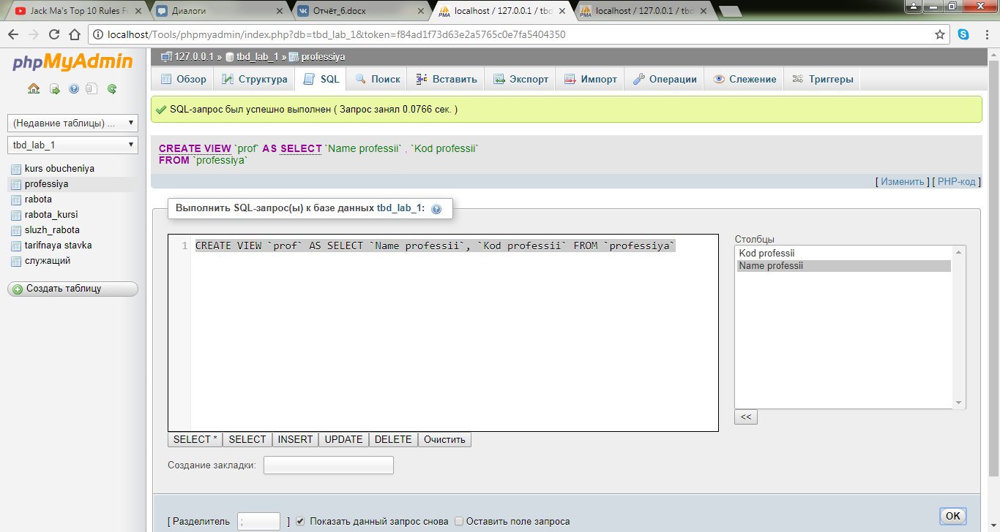 Jack Ma's Top 10 Rules Fo
Диалоги
Отчёт_6.docx
localhost / 127.0.0.1 / tbd
localhost / 127.0.0.1 / tbd
localhost/Tools/phpmyadmin/index.php?db=tbd_lab_1&token=f84ad1f73d63e2a5765c0e7fa5404350
phpMyAdmin
127.0.0.1 » tbd_lab_1 » professiya
Обзор Структура SQL Поиск Вставить Экспорт Импорт Операции Слежение Триггеры
(Недавние таблицы) ...
tbd_lab_1
kurs obucheniya
professiya
rabota
rabota_kursi
sluzh_rabota
tarifnaya stavka
служащий
Создать таблицу
SQL-запрос был успешно выполнен ( Запрос занял 0.0766 сек. )
CREATE VIEW `prof` AS SELECT `Name professii` , `Kod professii`
FROM `professiya`
[ Изменить ] [ PHP-код ]
Выполнить SQL-запрос(ы) к базе данных tbd_lab_1:
1 CREATE VIEW `prof` AS SELECT `Name professii`, `Kod professii` FROM `professiya`
Столбцы
Kod professii
Name professii
<<
SELECT * SELECT INSERT UPDATE DELETE Очистить
Создание закладки:
[ Разделитель ; ] Показать данный запрос снова Оставить поле запроса
OK